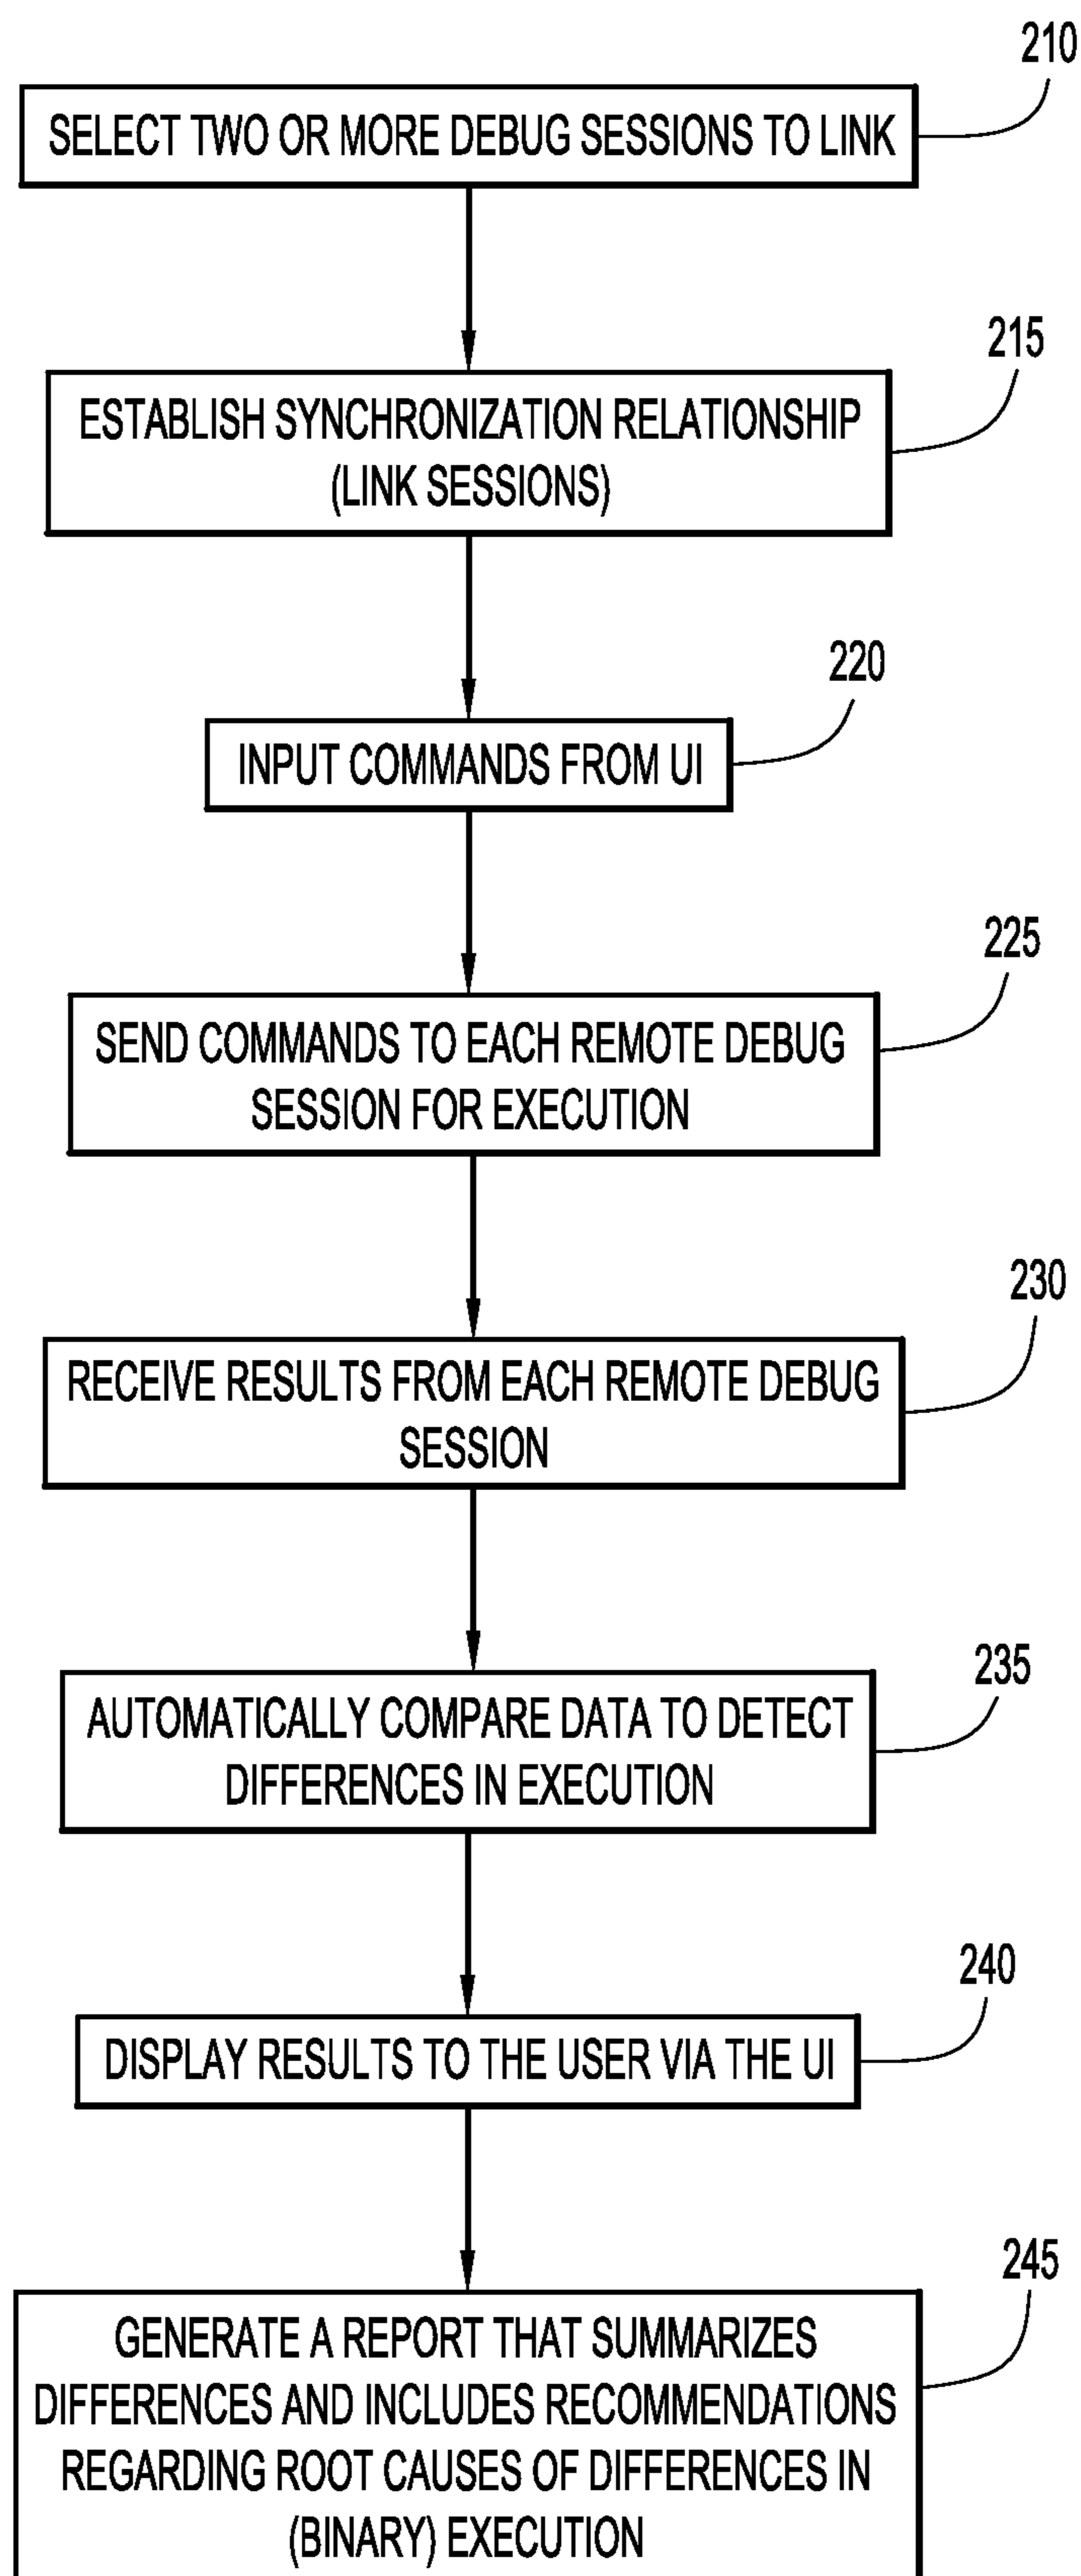 210
SELECT TWO OR MORE DEBUG SESSIONS TO LINK
215
ESTABLISH SYNCHRONIZATION RELATIONSHIP
(LINK SESSIONS)
220
INPUT COMMANDS FROM UI
225
SEND COMMANDS TO EACH REMOTE DEBUG
SESSION FOR EXECUTION
230
RECEIVE RESULTS FROM EACH REMOTE DEBUG
SESSION
235
AUTOMATICALLY COMPARE DATA TO DETECT
DIFFERENCES IN EXECUTION
240
DISPLAY RESULTS TO THE USER VIA THE UI
245
GENERATE A REPORT THAT SUMMARIZES
DIFFERENCES AND INCLUDES RECOMMENDATIONS
REGARDING ROOT CAUSES OF DIFFERENCES IN
(BINARY) EXECUTION